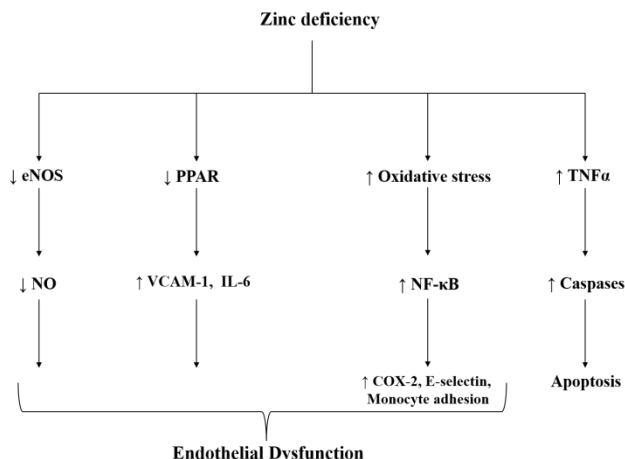 Zinc deficiency
↓ eNOS
↓ PPAR
↑ Oxidative stress
↑ TNFα
↓ NO
↑ VCAM-1, IL-6
↑ NF-κB
↑ Caspases
↑ COX-2, E-selectin,
Monocyte adhesion
Apoptosis
Endothelial Dysfunction